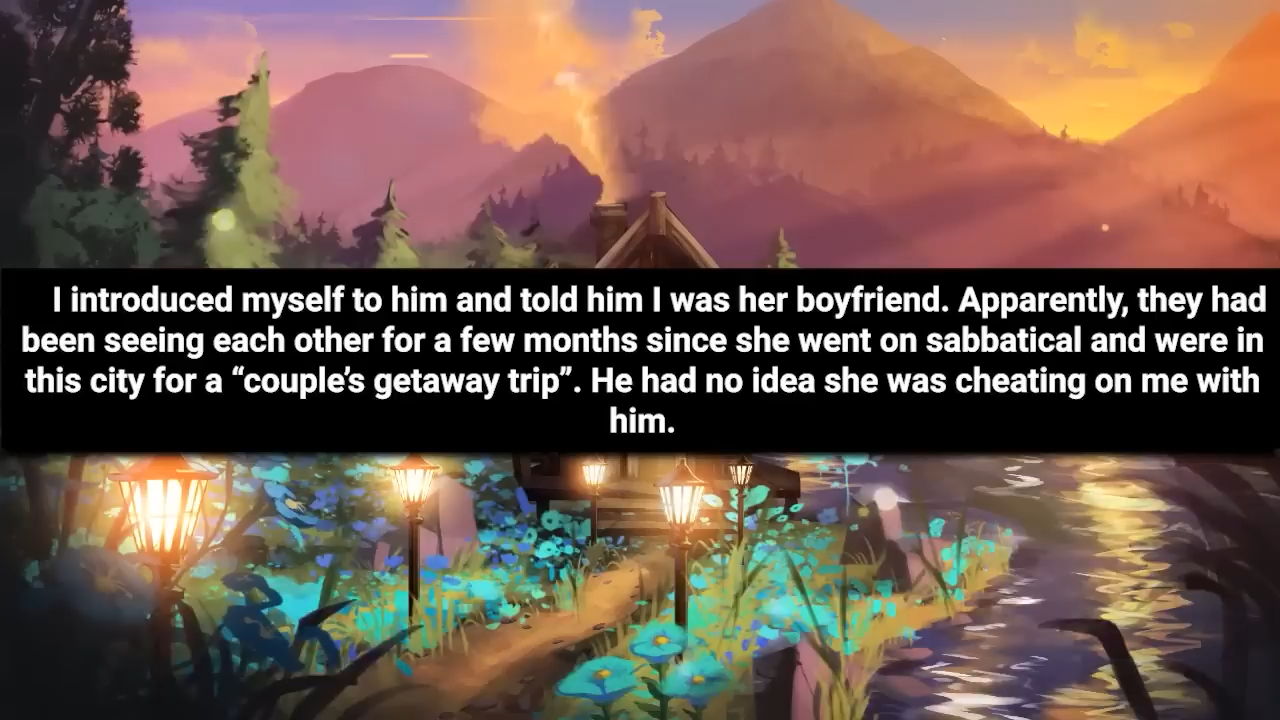 I introduced myself to him and told him I was her boyfriend. Apparently, they had
been seeing each other for a few months since she went on sabbatical and were in
this city for a “couple’s getaway trip”. He had no idea she was cheating on me with
him.